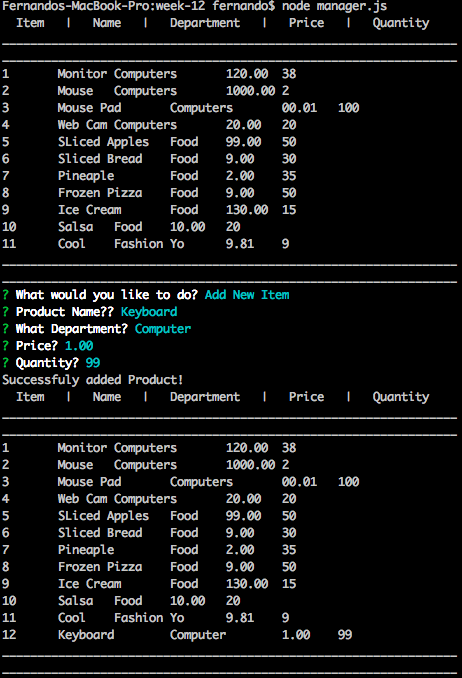 Fernandos-MacBook-Pro:week-12 fernando$ node manager.js
Item | Name | Department | Price | Quantity
1 Monitor Computers 120.00 38
2 Mouse Computers 1000.00 2
3 Mouse Pad Computers 00.01 100
4 Web Cam Computers 20.00 20
5 SLiced Apples Food 99.00 50
6 Sliced Bread Food 9.00 30
7 Pineaple Food 2.00 35
8 Frozen Pizza Food 9.00 50
9 Ice Cream Food 130.00 15
10 Salsa Food 10.00 20
11 Cool Fashion Yo 9.81 9
? What would you like to do? Add New Item
? Product Name?? Keyboard
? What Department? Computer
? Price? 1.00
? Quantity? 99
Successfuly added Product!
Item | Name | Department | Price | Quantity
1 Monitor Computers 120.00 38
2 Mouse Computers 1000.00 2
3 Mouse Pad Computers 00.01 100
4 Web Cam Computers 20.00 20
5 SLiced Apples Food 99.00 50
6 Sliced Bread Food 9.00 30
7 Pineaple Food 2.00 35
8 Frozen Pizza Food 9.00 50
9 Ice Cream Food 130.00 15
10 Salsa Food 10.00 20
11 Cool Fashion Yo 9.81 9
12 Keyboard Computer 1.00 99